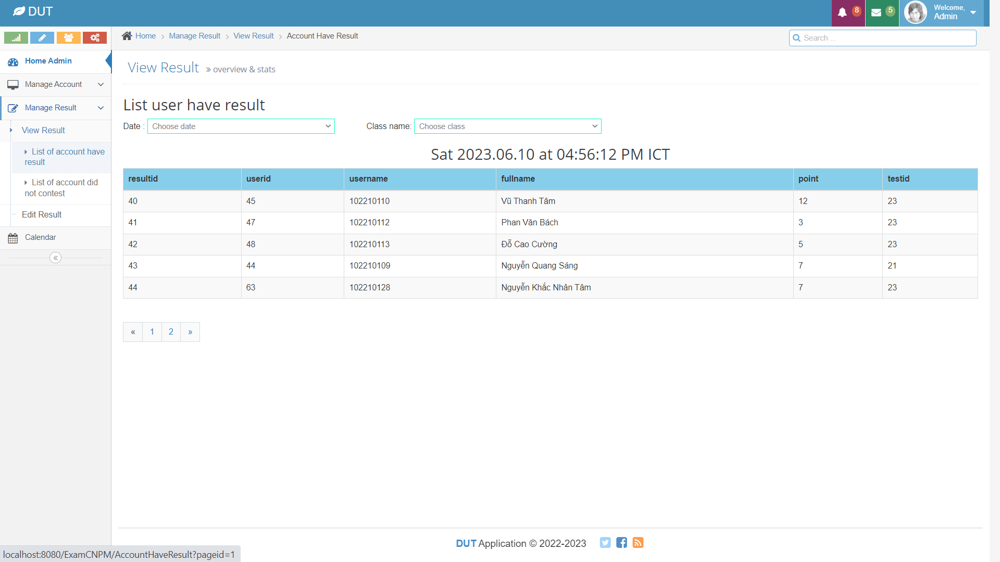 DUT
8
5
Welcome,
Admin
Home
Manage Result
View Result
Account Have Result
Search ...
Home Admin
Manage Account
Manage Result
View Result
List of account have
result
List of account did
not contest
Edit Result
Calendar
«
View Result » overview & stats
List user have result
Date : Choose date
Class name: Choose class
Sat 2023.06.10 at 04:56:12 PM ICT
resultid userid username fullname point testid
40 45 102210110 Vũ Thanh Tâm 12 23
41 47 102210112 Phan Văn Bách 3 23
42 48 102210113 Đỗ Cao Cường 5 23
43 44 102210109 Nguyễn Quang Sáng 7 21
44 63 102210128 Nguyễn Khắc Nhân Tâm 7 23
« 1 2 »
DUT Application © 2022-2023
localhost:8080/ExamCNPM/AccountHaveResult?pageid=1